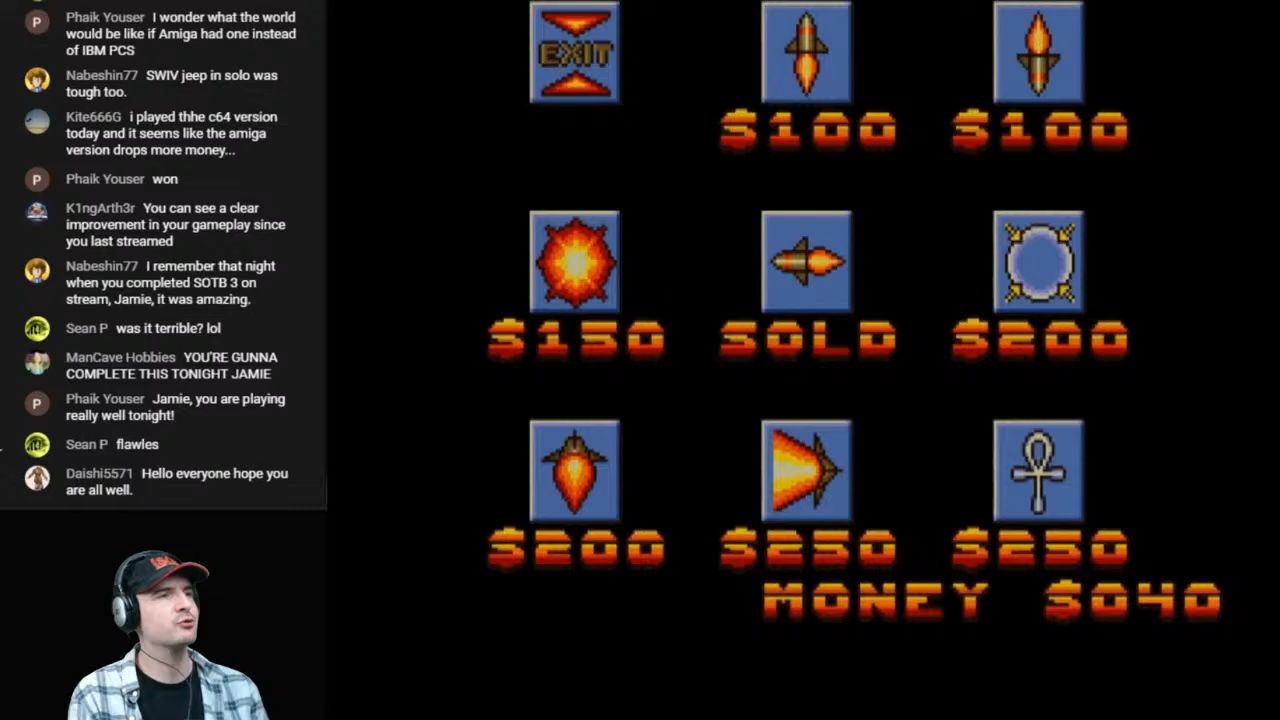 Phaik Youser I wonder what the world
would be like if Amiga had one instead
of IBM PCS
Nabeshin77 SWIV jeep in solo was
tough too.
Kite666G i played thhe c64 version
today and it seems like the amiga
version drops more money...
P Phaik Youser won
K1ngArth3r You can see a clear
improvement in your gameplay since
you last streamed
Nabeshin77 I remember that night
when you completed SOTB 3 on
stream, Jamie, it was amazing.
Sean P was it terrible? lol
ManCave Hobbies YOU'RE GUNNA
COMPLETE THIS TONIGHT JAMIE
Phaik Youser Jamie, you are playing
really well tonight!
Sean P flawles
Daishi5571 Hello everyone hope you
are all well.
EXIT
$100 $100
$150 SOLD $200
$200 $250 $250
MONEY $040